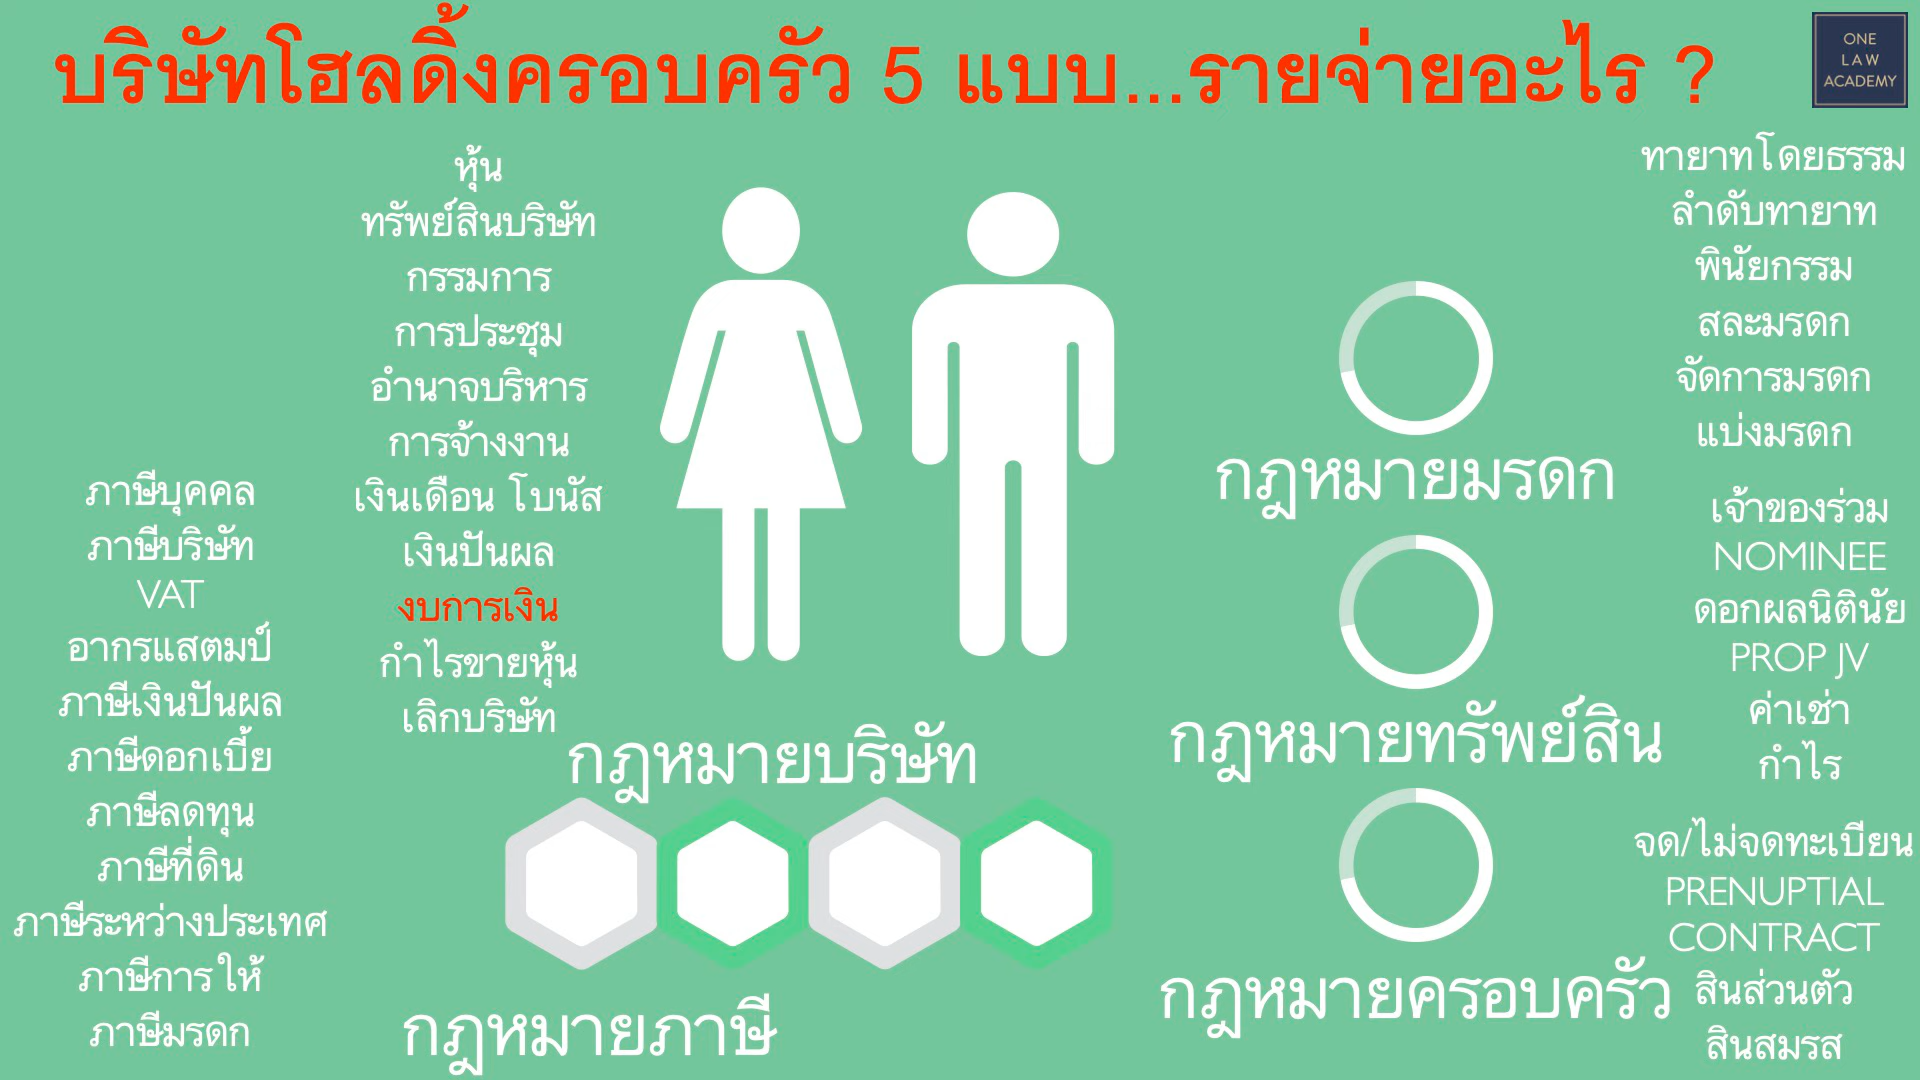 บริษัทโฮลดิ้งครอบครัว 5 แบบ...รายจ่ายอะไร ?
ONE
LAW
ACADEMY
หุ้น
ทรัพย์สินบริษัท
กรรมการ
การประชุม
อำนาจบริหาร
การจ้างงาน
เงินเดือน โบนัส
เงินปันผล
งบการเงิน
กำไรขายหุ้น
เลิกบริษัท
กฎหมายบริษัท
ภาษีบุคคล
ภาษีบริษัท
VAT
อากรแสตมป์
ภาษีเงินปันผล
ภาษีดอกเบี้ย
ภาษีลดทุน
ภาษีที่ดิน
ภาษีระหว่างประเทศ
ภาษีการให้
ภาษีมรดก
กฎหมายภาษี
ทายาทโดยธรรม
ลำดับทายาท
พินัยกรรม
สละมรดก
จัดการมรดก
แบ่งมรดก
กฎหมายมรดก
เจ้าของร่วม
NOMINEE
ดอกผลนิตินัย
PROP JV
ค่าเช่า
กำไร
กฎหมายทรัพย์สิน
จด/ไม่จดทะเบียน
PRENUPTIAL
CONTRACT
สินส่วนตัว
สินสมรส
กฎหมายครอบครัว